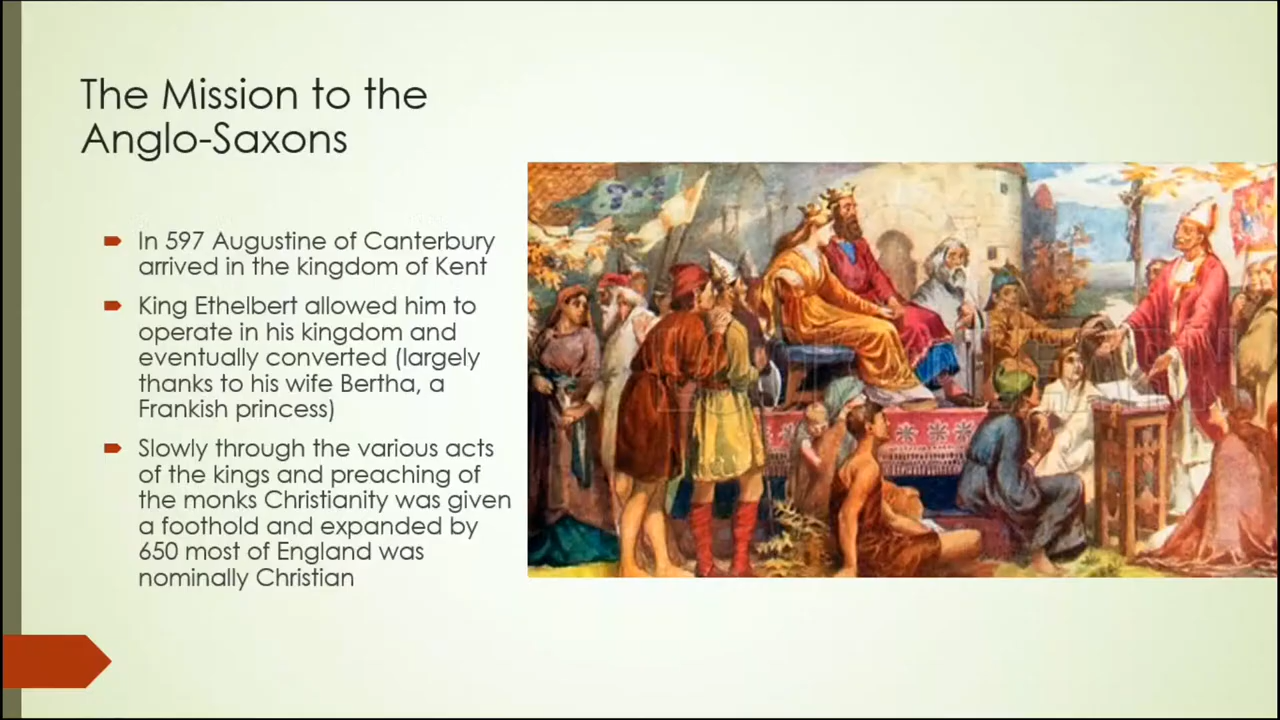 The Mission to the
Anglo-Saxons
In 597 Augustine of Canterbury
arrived in the kingdom of Kent
King Ethelbert allowed him to
operate in his kingdom and
eventually converted (largely
thanks to his wife Bertha, a
Frankish princess)
Slowly through the various acts
of the kings and preaching of
the monks Christianity was given
a foothold and expanded by
650 most of England was
nominally Christian